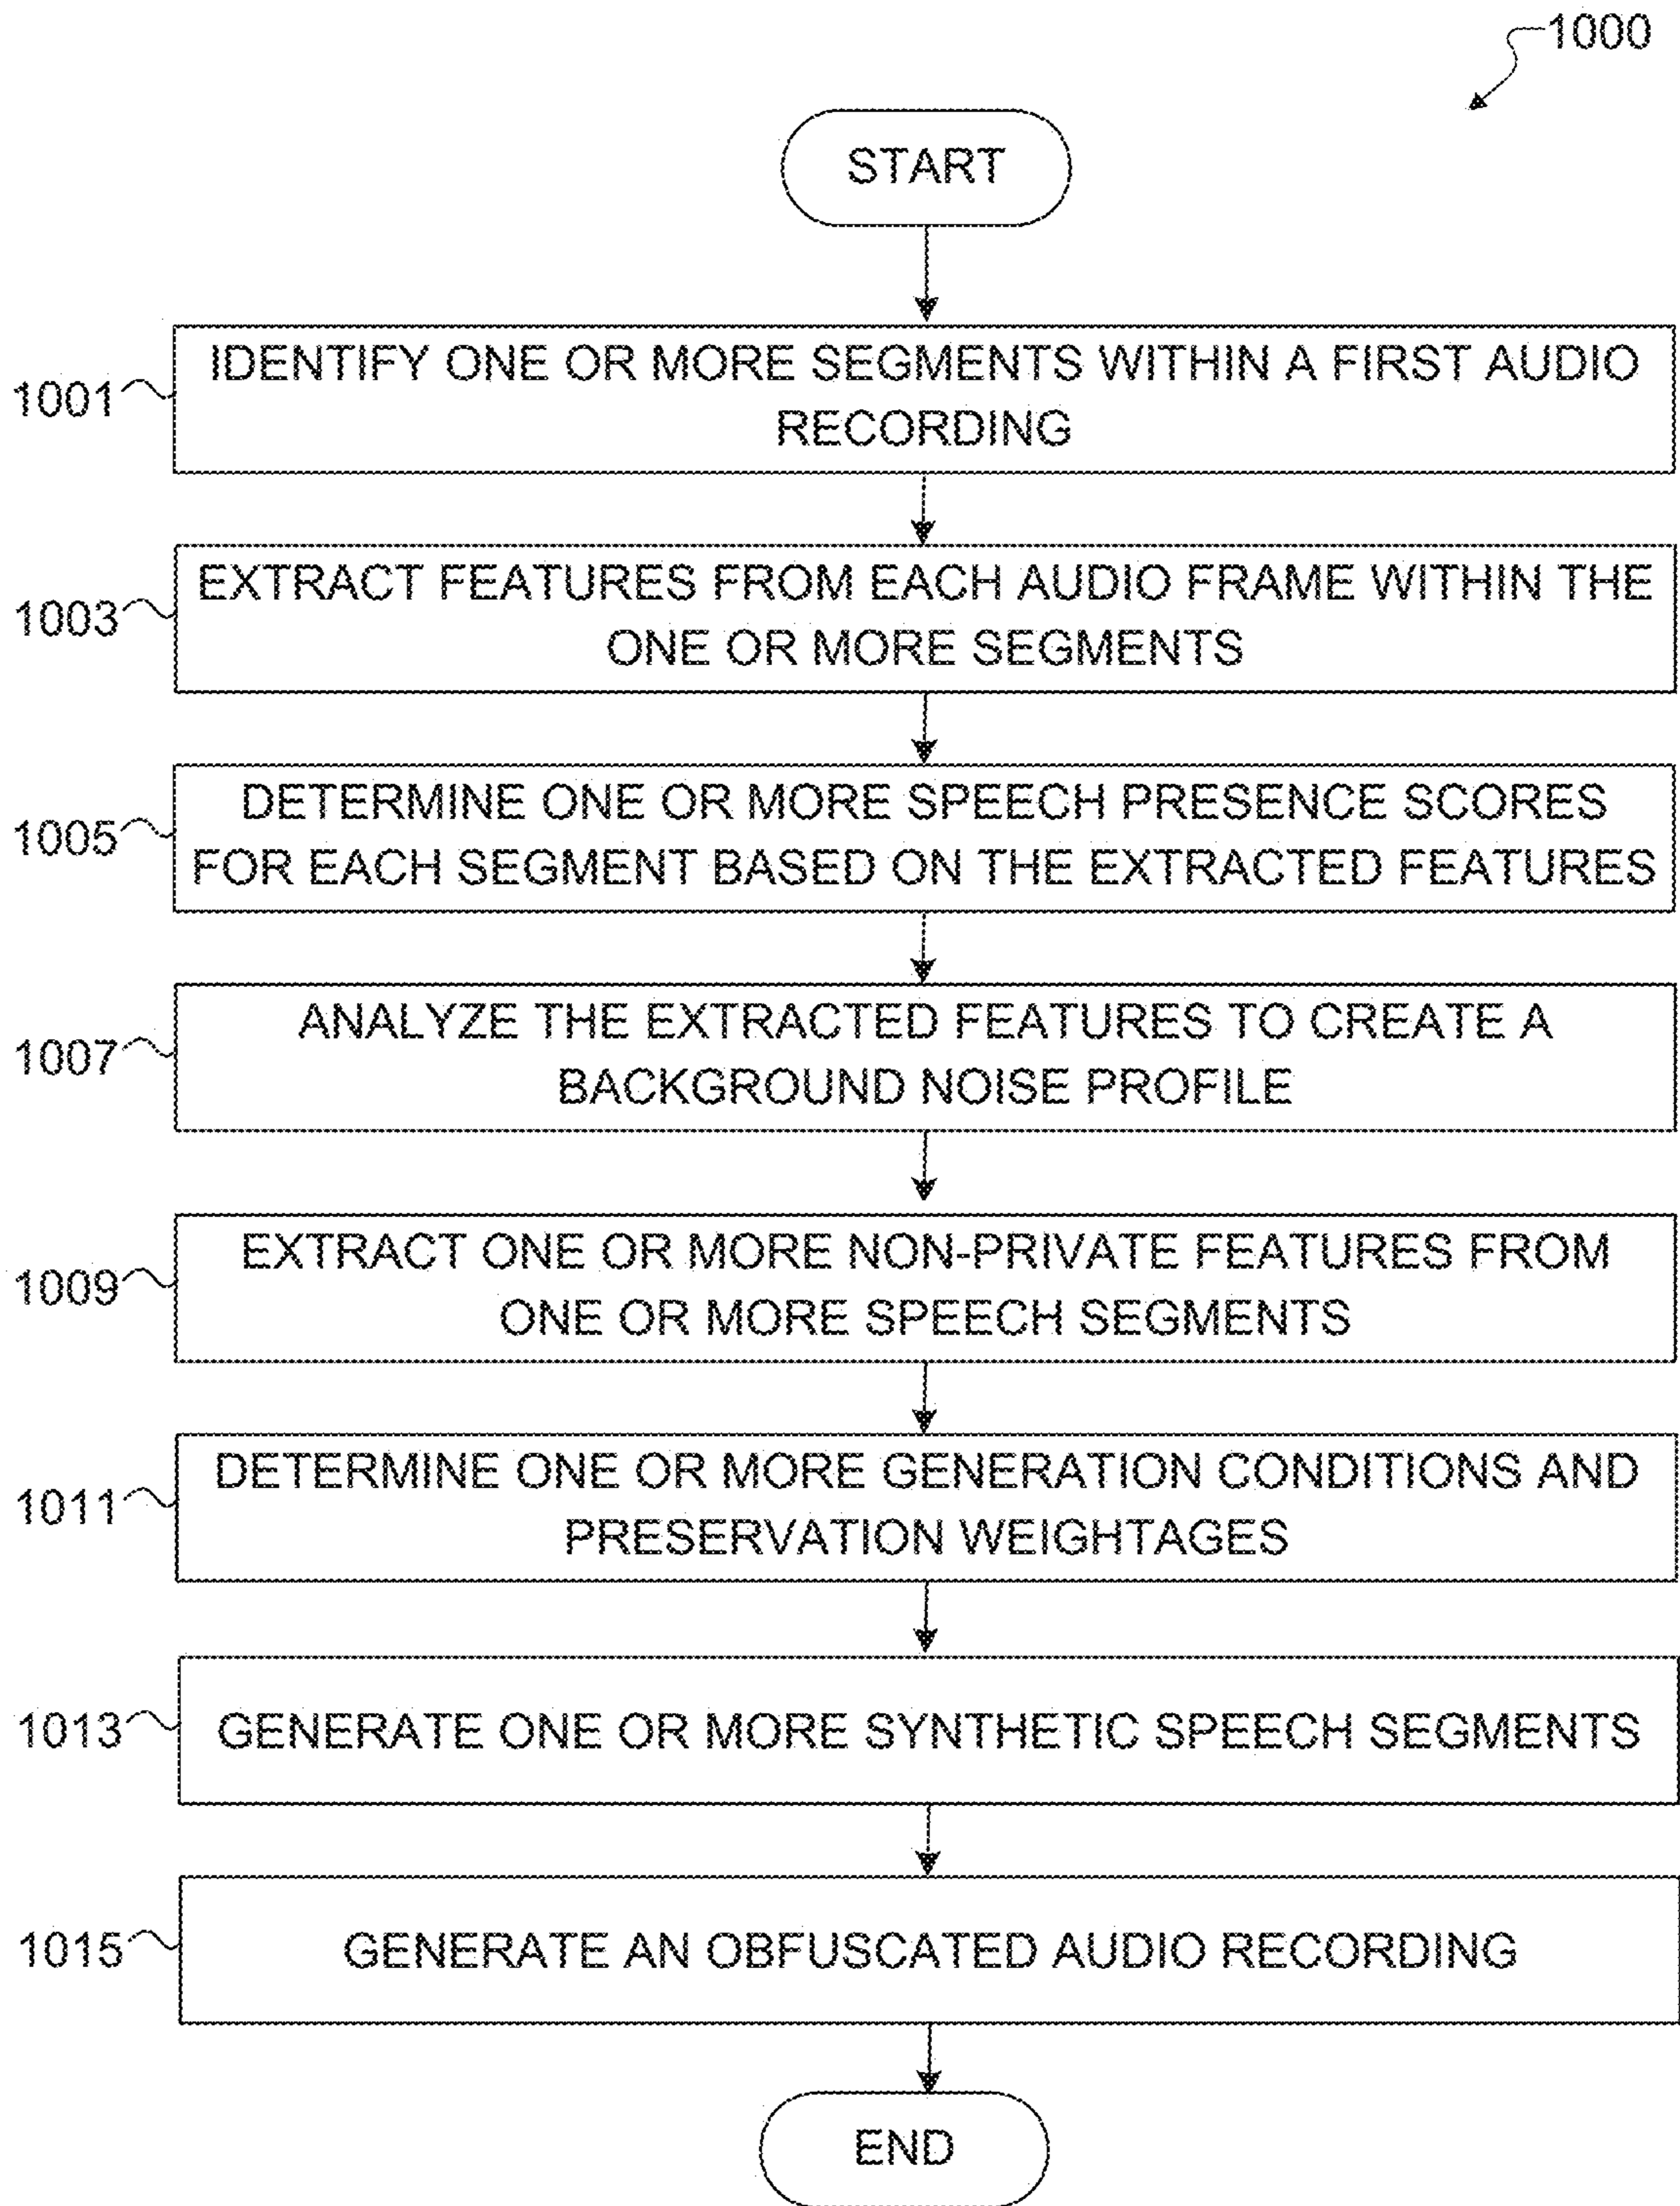 1000
START
1001
IDENTIFY ONE OR MORE SEGMENTS WITHIN A FIRST AUDIO
RECORDING
1003
EXTRACT FEATURES FROM EACH AUDIO FRAME WITHIN THE
ONE OR MORE SEGMENTS
1005
DETERMINE ONE OR MORE SPEECH PRESENCE SCORES
FOR EACH SEGMENT BASED ON THE EXTRACTED FEATURES
1007
ANALYZE THE EXTRACTED FEATURES TO CREATE A
BACKGROUND NOISE PROFILE
1009
EXTRACT ONE OR MORE NON-PRIVATE FEATURES FROM
ONE OR MORE SPEECH SEGMENTS
1011
DETERMINE ONE OR MORE GENERATION CONDITIONS AND
PRESERVATION WEIGHTAGES
1013
GENERATE ONE OR MORE SYNTHETIC SPEECH SEGMENTS
1015
GENERATE AN OBFUSCATED AUDIO RECORDING
END